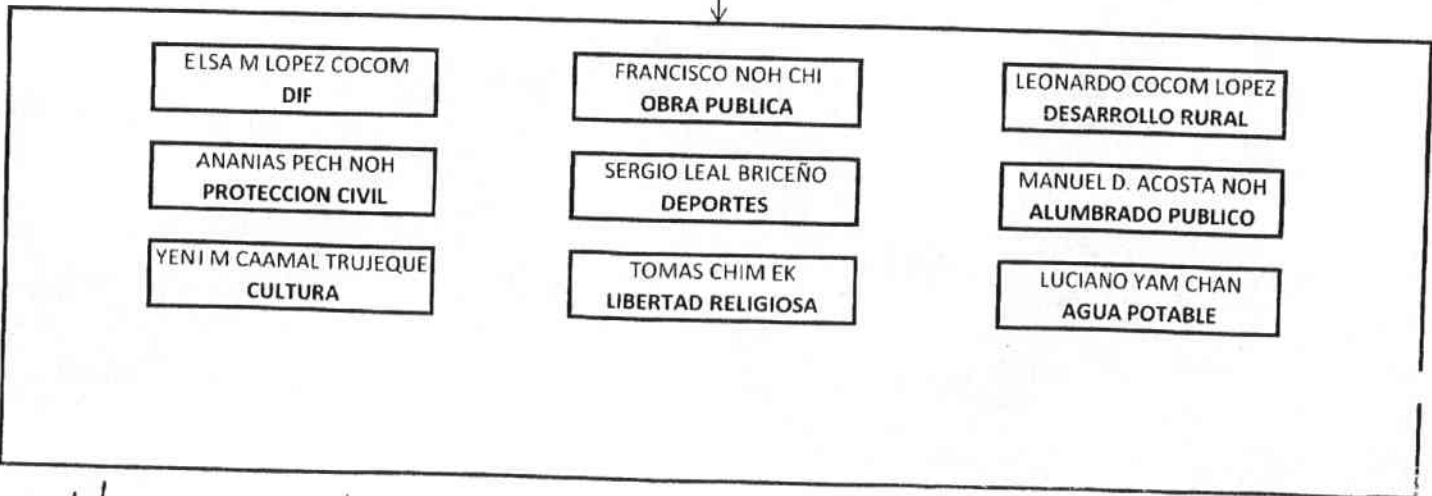 ELSA M LOPEZ COCOM
DIF
FRANCISCO NOH CHI
OBRA PUBLICA
LEONARDO COCOM LOPEZ
DESARROLLO RURAL
ANANIAS PECH NOH
PROTECCION CIVIL
SERGIO LEAL BRICEÑO
DEPORTES
MANUEL D. ACOSTA NOH
ALUMBRADO PUBLICO
YENI M CAAMAL TRUJEQUE
CULTURA
TOMAS CHIM EK
LIBERTAD RELIGIOSA
LUCIANO YAM CHAN
AGUA POTABLE